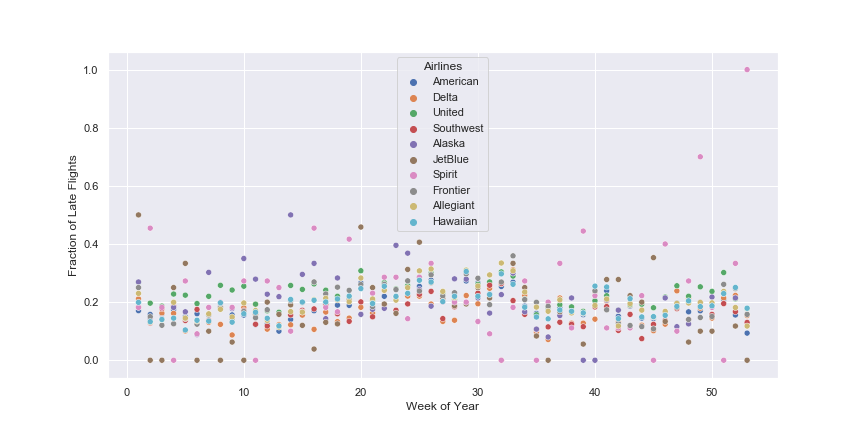 1.0
0.8
0.6
0.4
0.2
0.0
Fraction of Late Flights
Airlines
American
Delta
United
Southwest
Alaska
JetBlue
Spirit
Frontier
Allegiant
Hawaiian
0 10 20 30 40 50
Week of Year